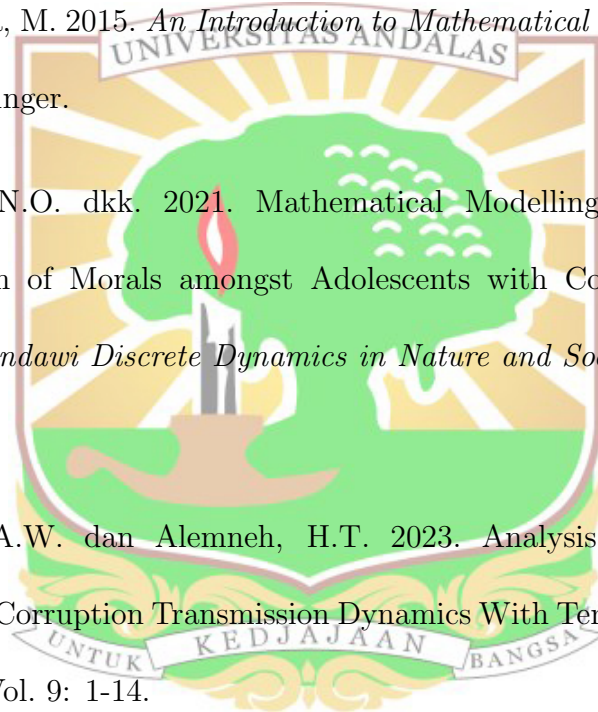 , M. 2015. An Introduction to Mathematical
UNIVERSITAS ANDALAS
nger.
N.O. dkk. 2021. Mathematical Modelling
of Morals amongst Adolescents with Co
ndawi Discrete Dynamics in Nature and Soc
A.W. dan Alemneh, H.T. 2023. Analysis
Corruption Transmission Dynamics With Ter
UNTUK KEDJAJAAN BANGSA
Vol. 9: 1-14.